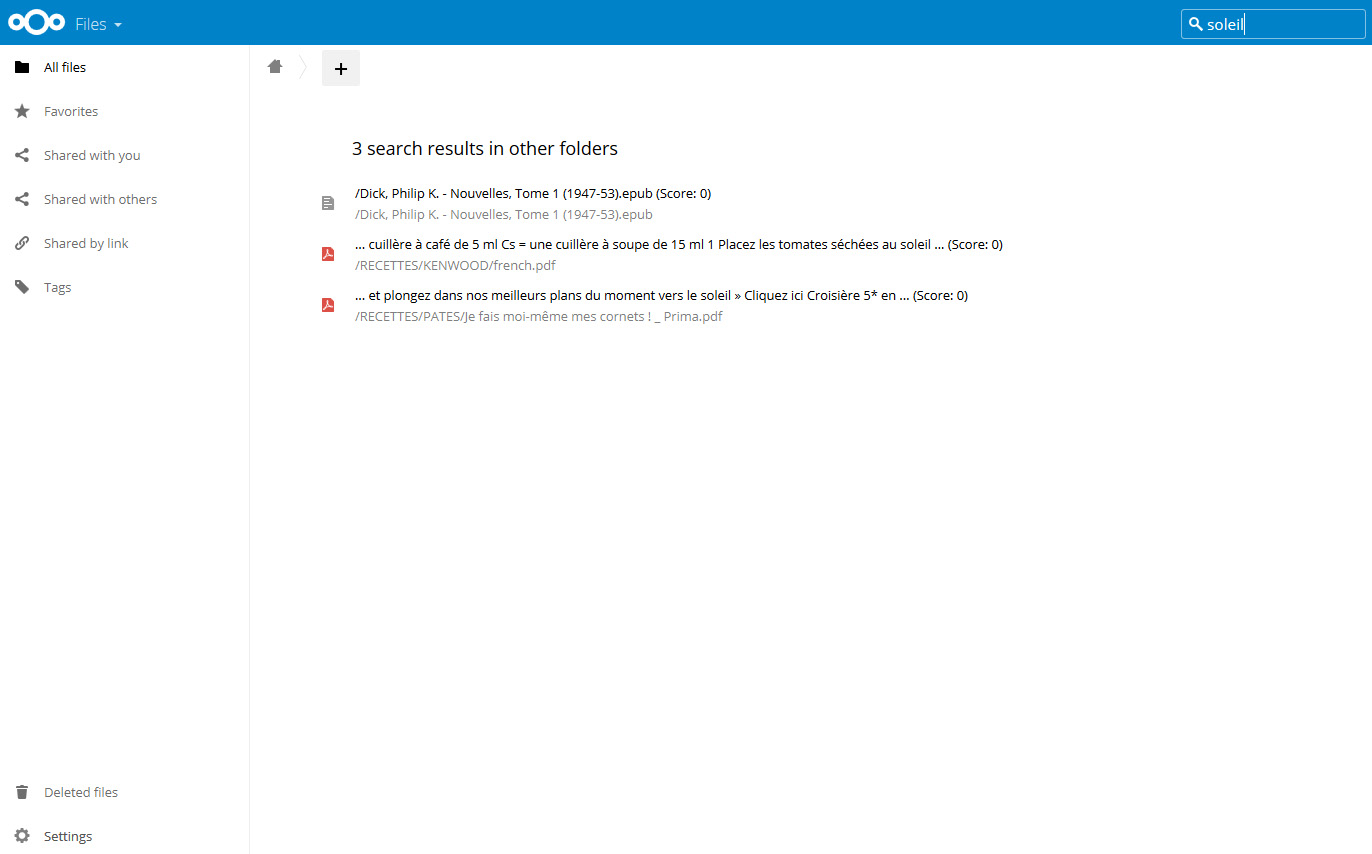 Files
soleil
All files
Favorites
Shared with you
Shared with others
Shared by link
Tags
Deleted files
Settings
+
3 search results in other folders
/Dick, Philip K. - Nouvelles, Tome 1 (1947-53).epub (Score: 0)
/Dick, Philip K. - Nouvelles, Tome 1 (1947-53).epub
... cuillère à café de 5 ml Cs = une cuillère à soupe de 15 ml 1 Placez les tomates séchées au soleil ... (Score: 0)
/RECETTES/KENWOOD/french.pdf
... et plongez dans nos meilleurs plans du moment vers le soleil » Cliquez ici Croisière 5* en ... (Score: 0)
/RECETTES/PATES/Je fais moi-même mes cornets ! _ Prima.pdf